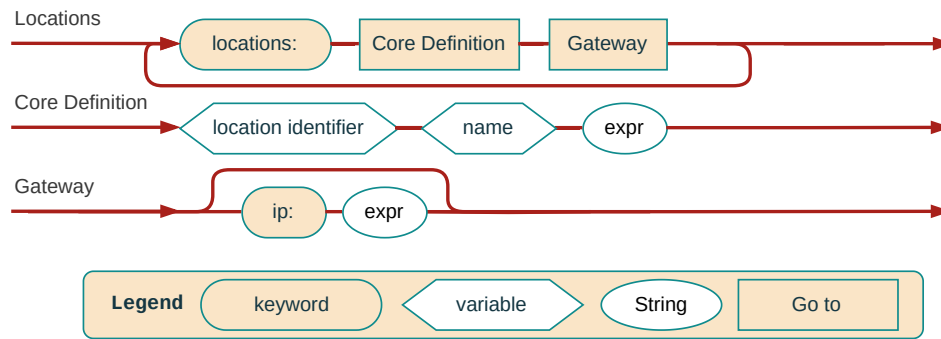 Locations
locations: Core Definition Gateway
Core Definition
location identifier name expr
Gateway
ip: expr
Legend keyword variable String Go to